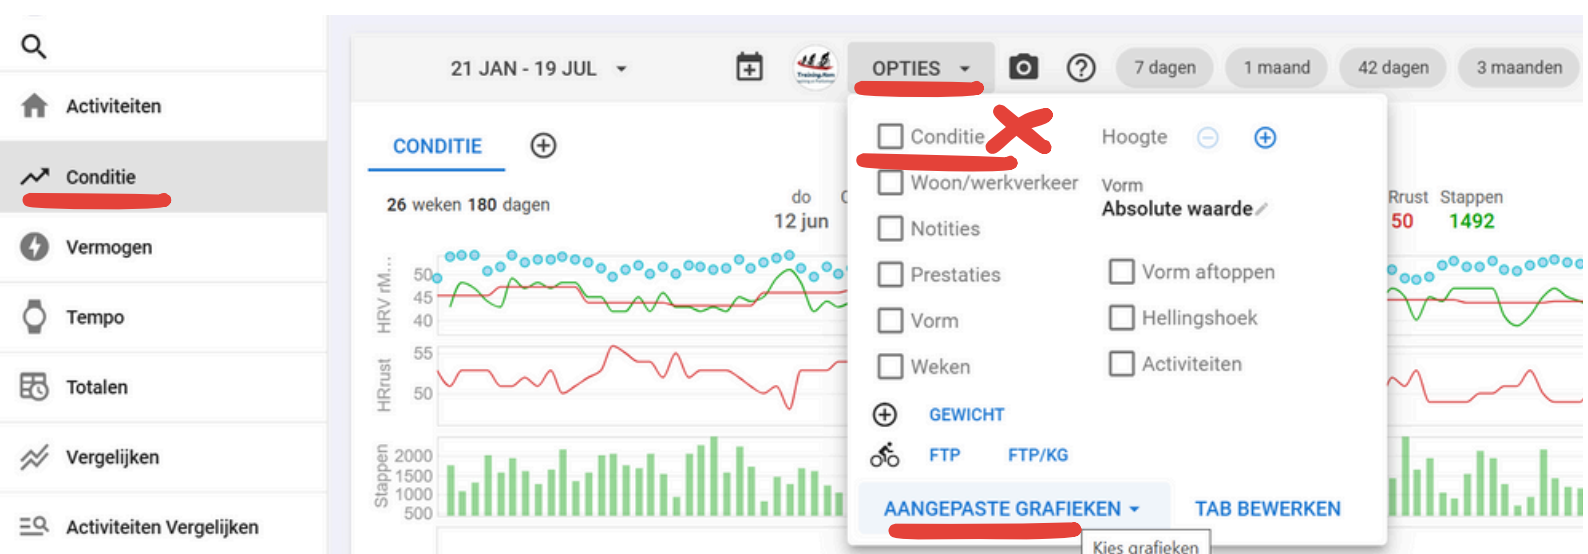 21 JAN - 19 JUL
OPTIES
7 dagen
1 maand
42 dagen
3 maanden
Activiteiten
Conditie
Vermogen
Tempo
Totalen
Vergelijken
Activiteiten Vergelijken
CONDITIE
26 weken 180 dagen
do
12 jun
Rrust Stappen
50 1492
HRV rM...
50
45
40
HRrust
55
50
Stappen
2000
1500
1000
500
Conditie
Woon/werkverkeer
Notities
Prestaties
Vorm
Weken
Hoogte
Vorm
Absolute waarde
Vorm aftoppen
Hellingshoek
Activiteiten
GEWICHT
FTP FTP/KG
AANGEPASTE GRAFIEKEN
TAB BEWERKEN
Kies grafieken